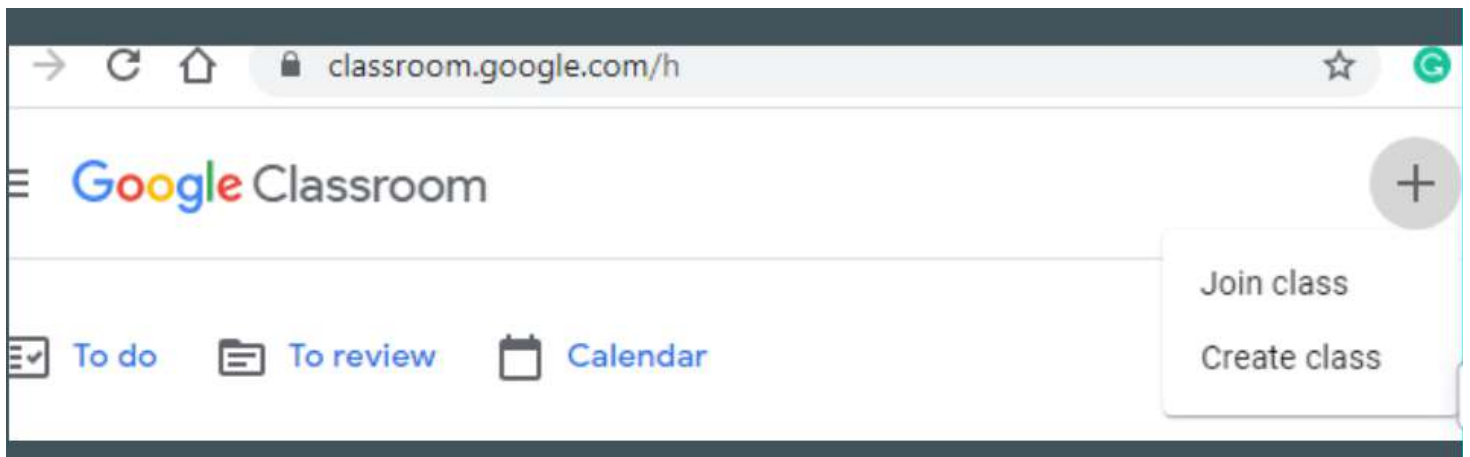 classroom.google.com/h
Google Classroom
Join class
To do To review Calendar
Create class